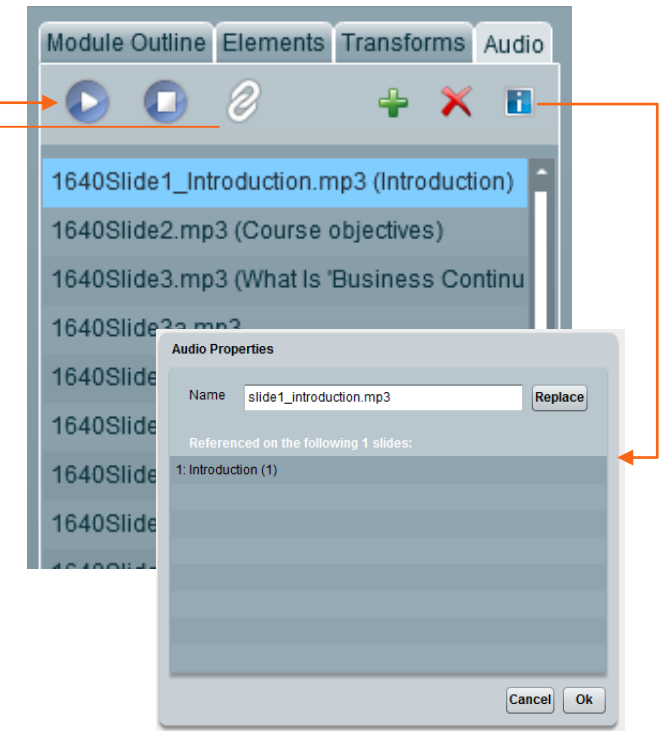 Module Outline Elements Transforms Audio
1640Slide1_Introduction.mp3 (Introduction)
1640Slide2.mp3 (Course objectives)
1640Slide3.mp3 (What Is 'Business Continu
1640Slide3a.mp3
Audio Properties
1640Slide
Name slide1_introduction.mp3 Replace
1640Slide
Referenced on the following 1 slides:
1640Slide
1: Introduction (1)
1640Slide
1640Slide
Cancel Ok